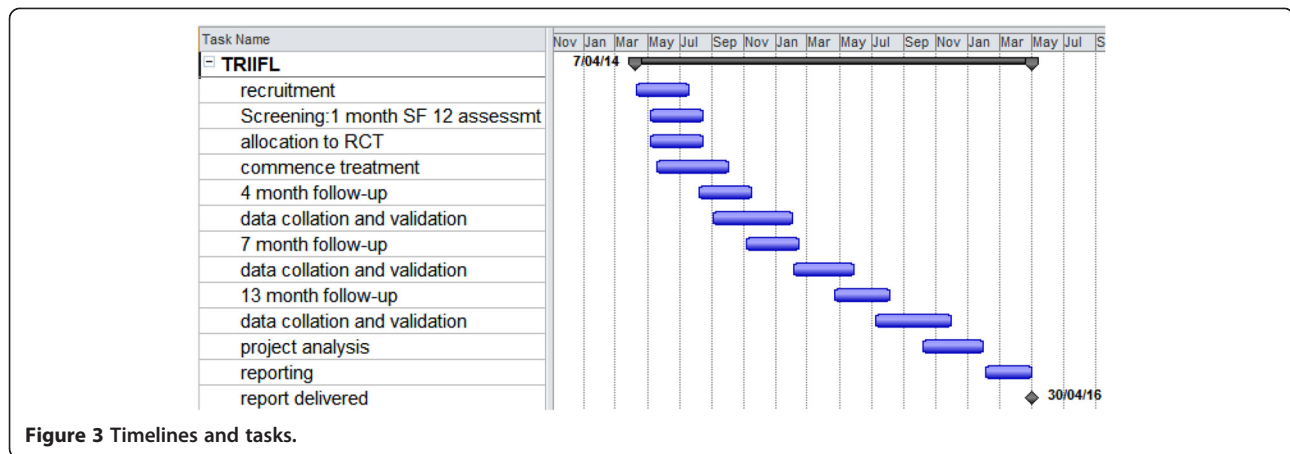 Task Name
Nov Jan Mar May Jul Sep Nov Jan Mar May Jul Sep Nov Jan Mar May Jul S
TRIIFL
7/04/14
recruitment
Screening:1 month SF 12 assessmt
allocation to RCT
commence treatment
4 month follow-up
data collation and validation
7 month follow-up
data collation and validation
13 month follow-up
data collation and validation
project analysis
reporting
report delivered
30/04/16
Figure 3 Timelines and tasks.